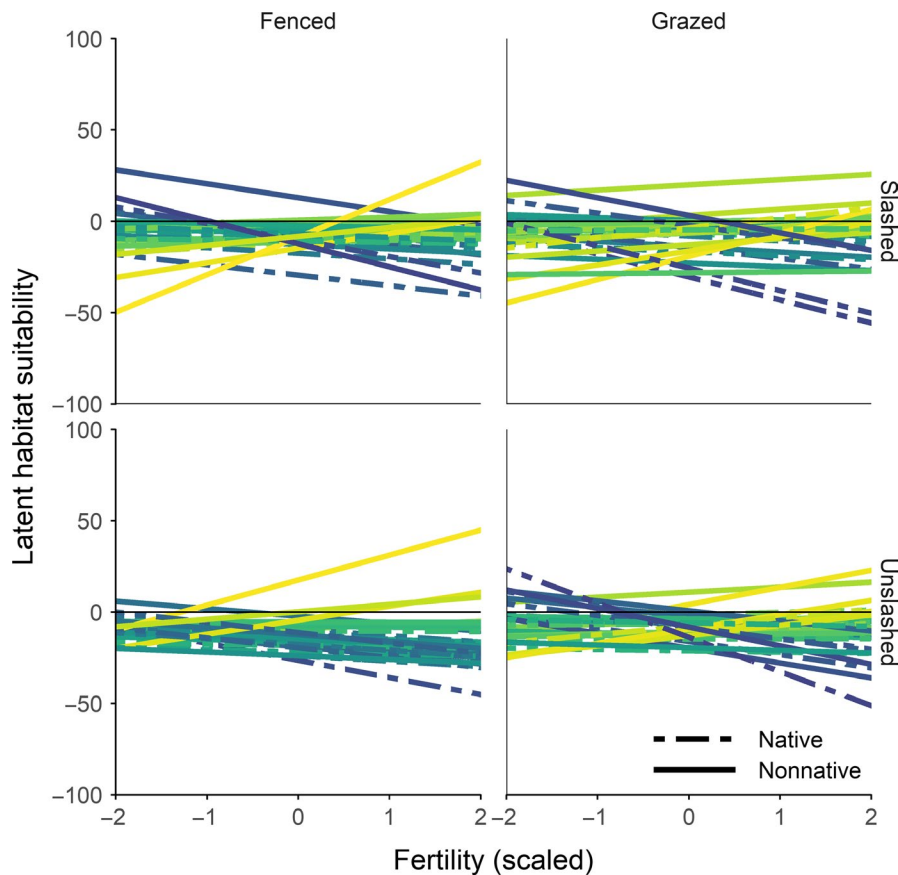 Fenced
Grazed
Slashed
Unslashed
Latent habitat suitability
100
50
0
−50
−100
100
50
0
−50
−100
−2
−1
0
1
2
−2
−1
0
1
2
Native
Nonnative
Fertility (scaled)